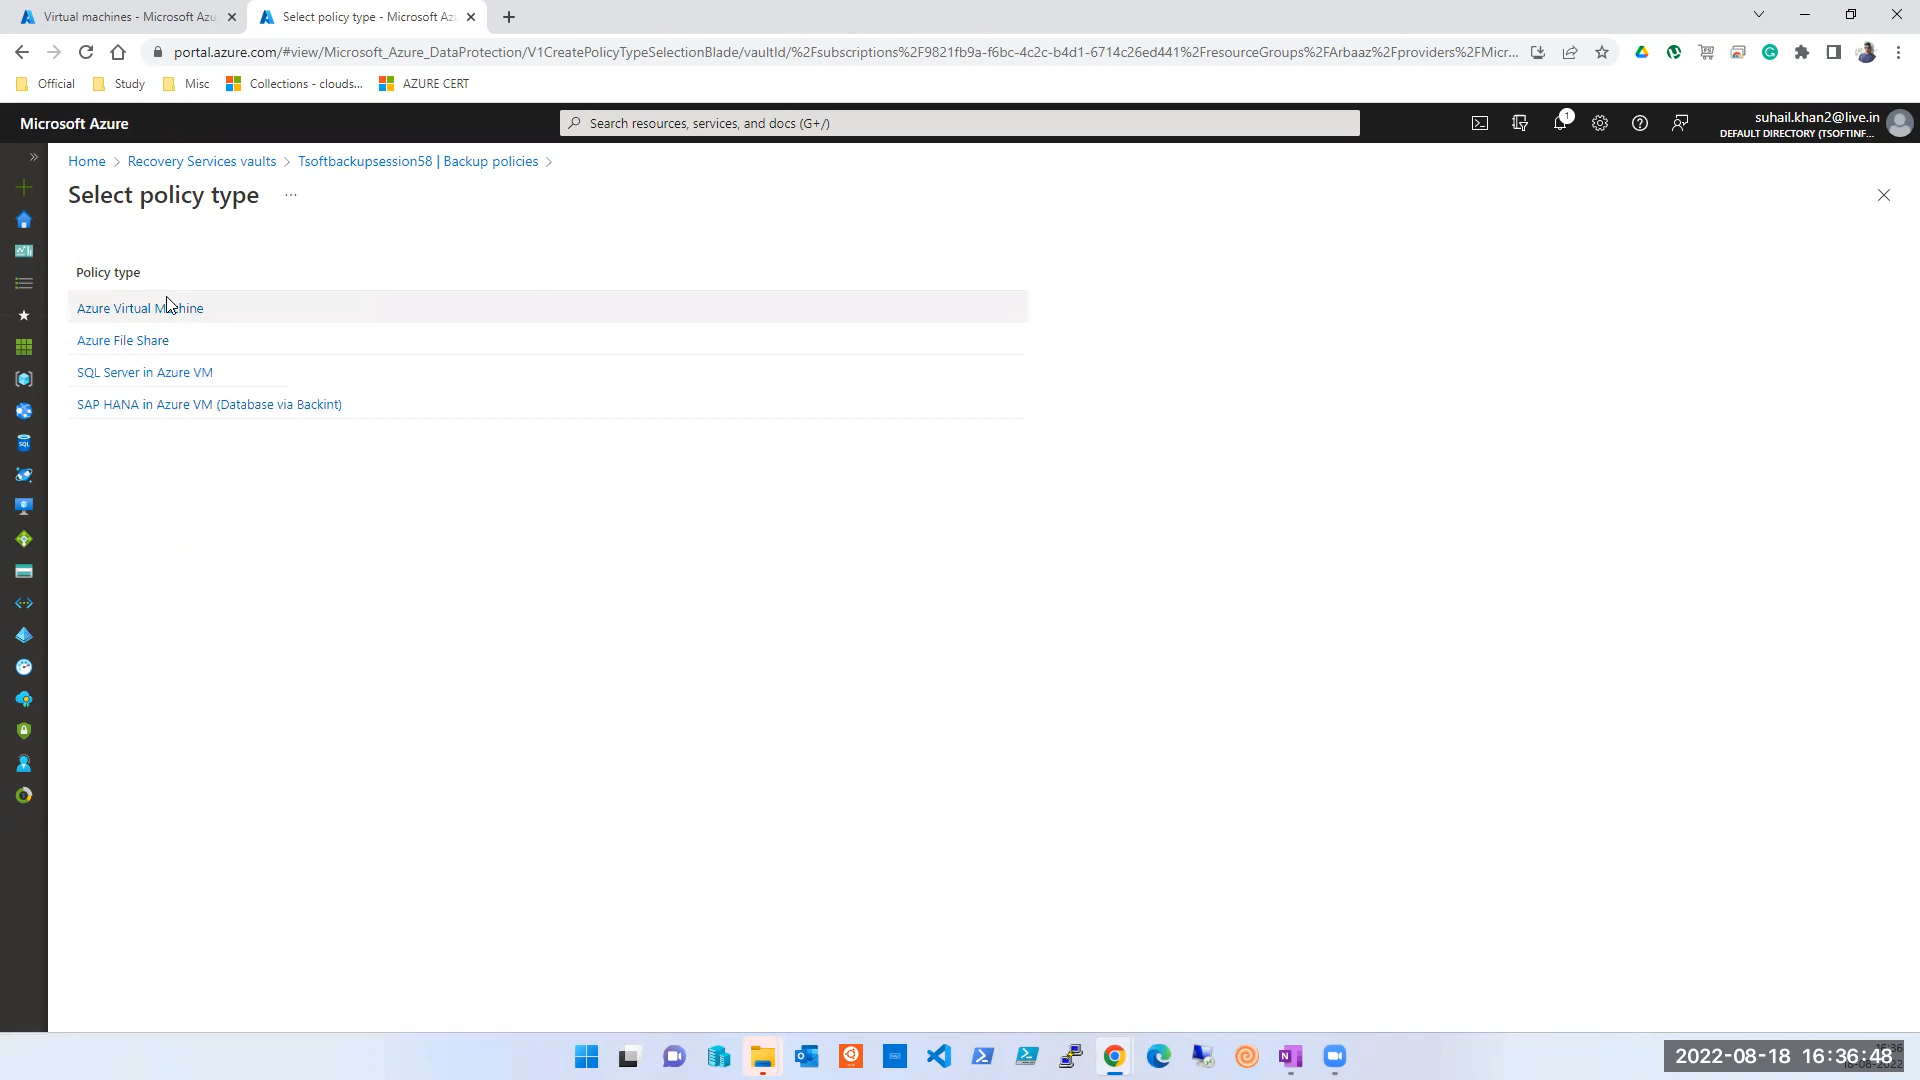 Virtual machines - Microsoft Azu
Select policy type - Microsoft Az
portal.azure.com/#view/Microsoft_Azure_DataProtection/V1CreatePolicyTypeSelectionBlade/vaultId/%2Fsubscriptions%2F9821fb9a-f6bc-4c2c-b4d1-6714c26ed441%2FresourceGroups%2FArbaaz%2Fproviders%2FMicr...
Official
Study
Misc
Collections - clouds...
AZURE CERT
Microsoft Azure
Search resources, services, and docs (G+/)
1
suhail.khan2@live.in
DEFAULT DIRECTORY (TSOFTINF...
Home > Recovery Services vaults > Tsoftbackupsession58 | Backup policies >
Select policy type ...
Policy type
Azure Virtual Machine
Azure File Share
SQL Server in Azure VM
SAP HANA in Azure VM (Database via Backint)
2022-08-18 16:36:48